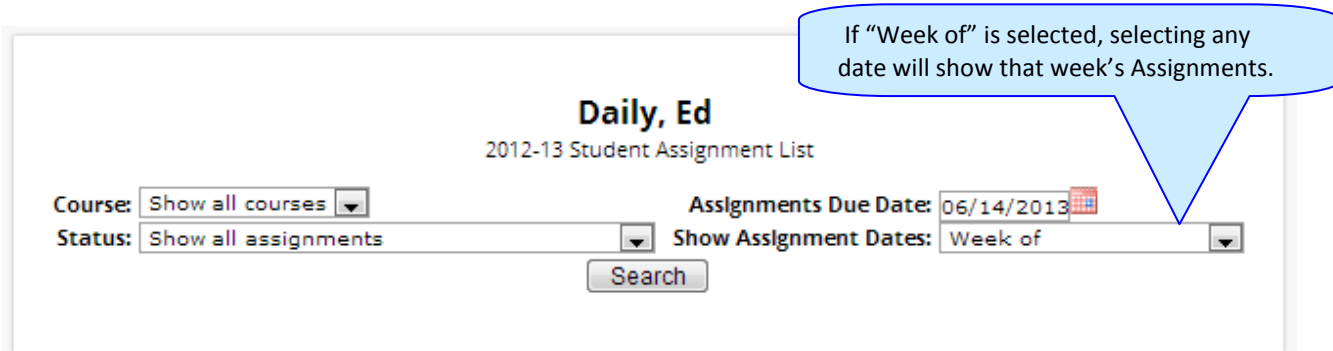 If “Week of” is selected, selecting any
date will show that week’s Assignments.
Daily, Ed
2012-13 Student Assignment List
Course: Show all courses Assignments Due Date: 06/14/2013
Status: Show all assignments Show Assignment Dates: Week of
Search